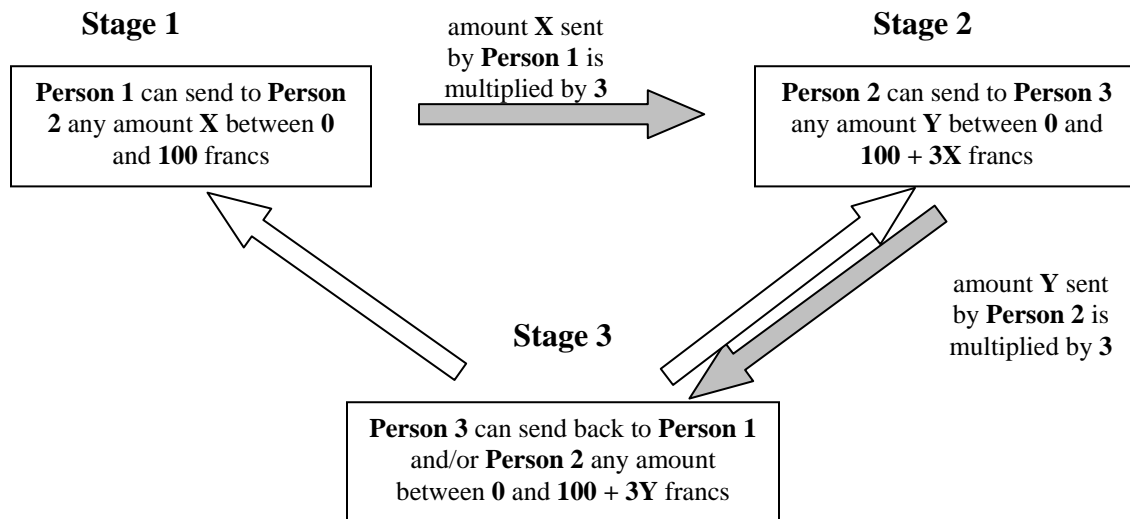 Stage 1
Person 1 can send to Person
2 any amount X between 0
and 100 francs
amount X sent
by Person 1 is
multiplied by 3
Stage 2
Person 2 can send to Person 3
any amount Y between 0 and
100 + 3X francs
amount Y sent
by Person 2 is
multiplied by 3
Stage 3
Person 3 can send back to Person 1
and/or Person 2 any amount
between 0 and 100 + 3Y francs